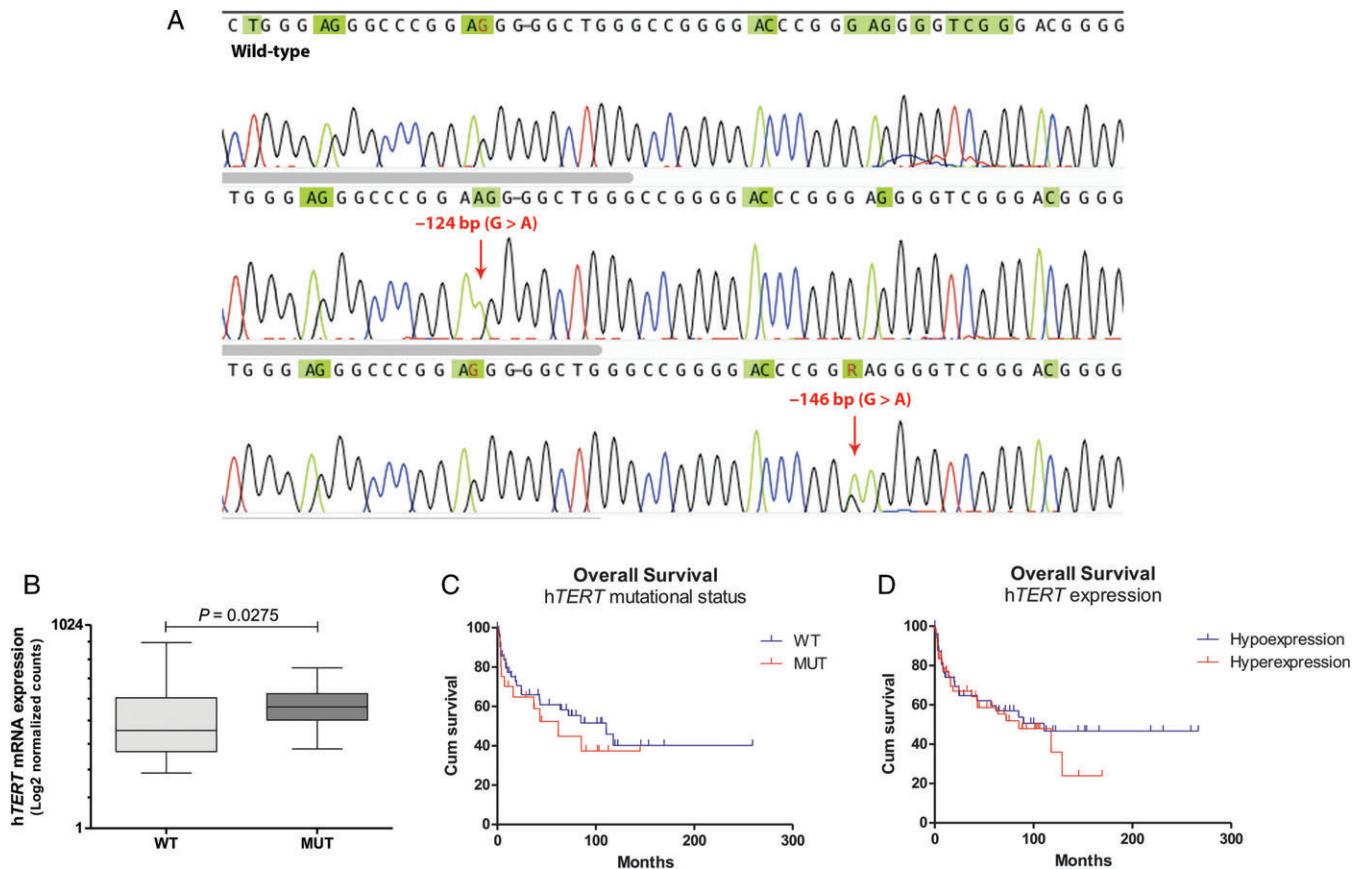 A
C T G G G A G G G C C C G G A G G G-G G C T G G G C C G G G G A C C C G G G A G G G G T C G G G A C G G G G
Wild-type
T G G G A G G G C C C G G A A G G-G G C T G G G C C G G G G A C C C G G G A G G G G T C G G G A C G G G G
–124 bp (G > A)
T G G G A G G G C C C G G A G G G-G G C T G G G C C G G G G A C C C G G R A G G G G T C G G G A C G G G G
–146 bp (G > A)
B
P = 0.0275
1024
1
hTERT mRNA expression
(Log2 normalized counts)
WT
MUT
C
Overall Survival
hTERT mutational status
WT
MUT
100
80
60
40
20
0
Cum survival
0
100
200
300
Months
D
Overall Survival
hTERT expression
Hypoexpression
Hyperexpression
100
80
60
40
20
0
Cum survival
0
100
200
300
Months